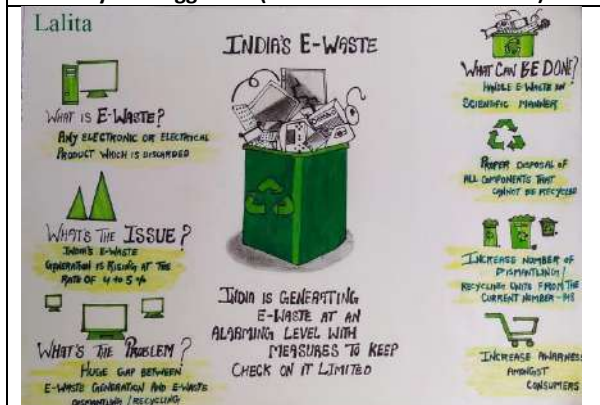 Lalita
INDIA'S E-WASTE
WHAT IS E-WASTE?
ANY ELECTRONIC OR ELECTRICAL
PRODUCT WHICH IS DISCARDED
WHAT'S THE ISSUE?
INDIA'S E-WASTE
GENERATION IS RISING AT THE
RATE OF 4 TO 5 %
WHAT'S THE PROBLEM?
HUGE GAP BETWEEN
E-WASTE GENERATION AND E-WASTE
DISMANTLING / RECYCLING
INDIA IS GENERATING
E-WASTE AT AN
ALARMING LEVEL WITH
MEASURES TO KEEP
CHECK ON IT LIMITED
WHAT CAN BE DONE?
HANDLE E-WASTE IN
SCIENTIFIC MANNER
PROPER DISPOSAL OF
ALL COMPONENTS THAT
CANNOT BE RECYCLED
INCREASE NUMBER OF
DISMANTLING /
RECYCLING UNITS FROM THE
CURRENT NUMBER -
INCREASE AWARNESS
AMONGST
CONSUMERS